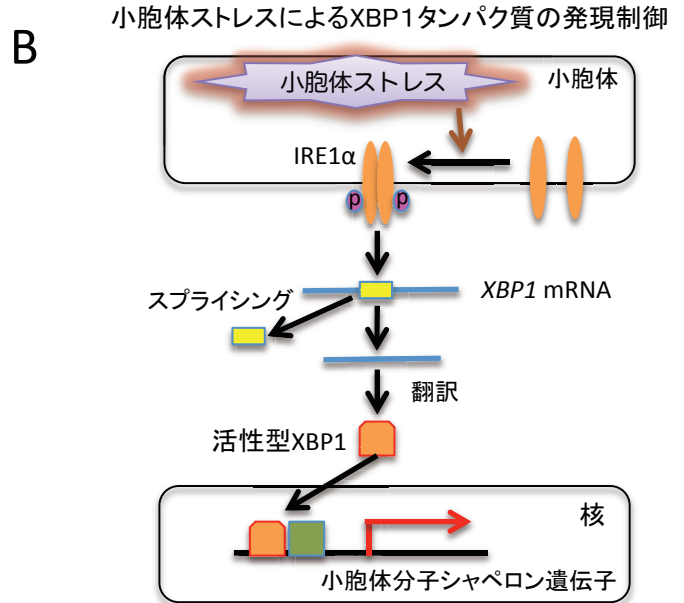 小胞体ストレスによるXBP1タンパク質の発現制御
B
小胞体ストレス
小胞体
IRE1α
p
p
スプライシング
XBP1 mRNA
翻訳
活性型XBP1
核
小胞体分子シャペロン遺伝子